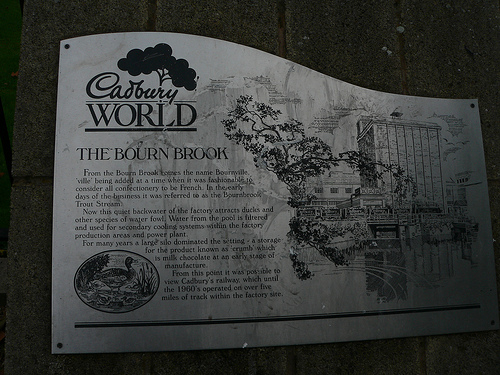 Cadbury
WORLD
THE BOURN BROOK
From the Bourn Brook comes the name Bournville,
'ville' being added at a time when it was fashionable to
consider all confectionery to be French. In the early
days of the business it was referred to as the Bournbrook
'Trout Stream'.
Now this quiet backwater of the factory attracts ducks and
other species of water fowl. Water from the pool is filtered
and used for secondary cooling systems within the factory
production areas and power plant.
For many years a large silo dominated the setting - a storage
for the product known as 'crumb' which
is milk chocolate at an early stage of
manufacture.
From this point it was possible to
view Cadbury's railway, which until
the 1960's operated on over five
miles of track within the factory site.